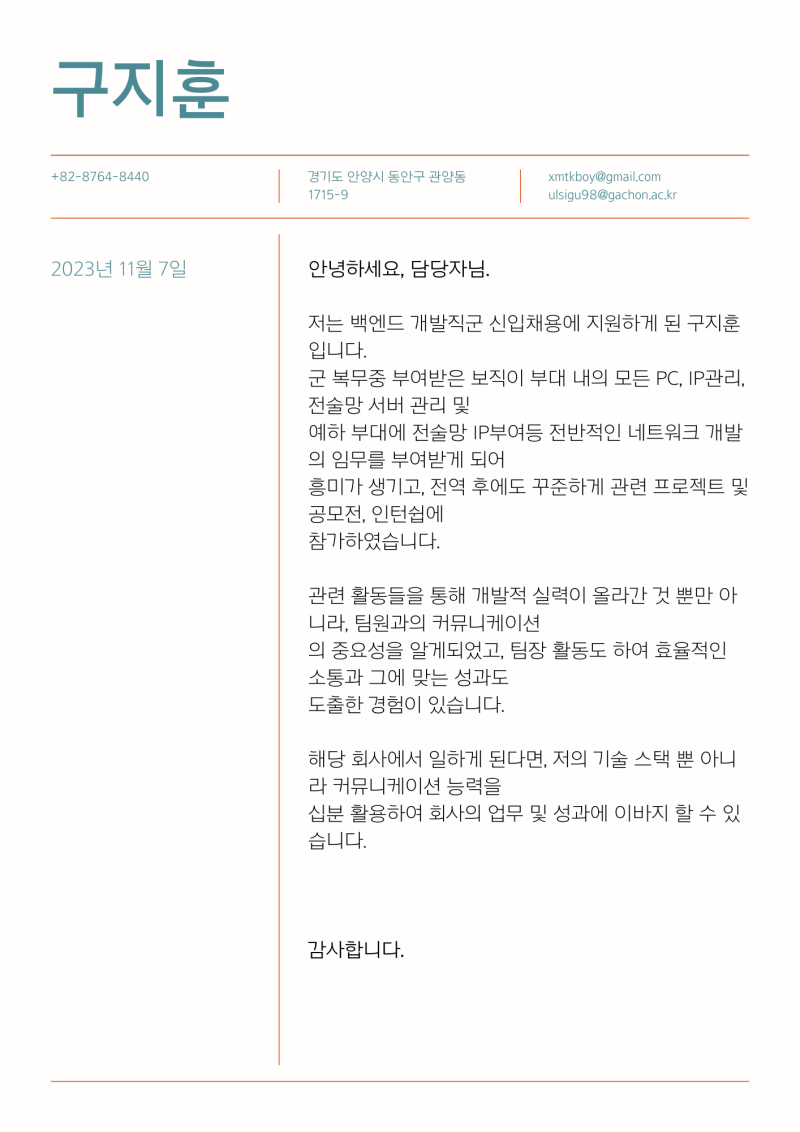 구지훈
+82-8764-8440
경기도 안양시 동안구 관양동
1715-9
xmtkboy@gmail.com
ulsigu98@gachon.ac.kr
2023년 11월 7일
안녕하세요, 담당자님.
저는 백엔드 개발직군 신입채용에 지원하게 된 구지훈
입니다.
군 복무중 부여받은 보직이 부대 내의 모든 PC, IP관리,
전술망 서버 관리 및
예하 부대에 전술망 IP부여등 전반적인 네트워크 개발
의 임무를 부여받게 되어
흥미가 생기고, 전역 후에도 꾸준하게 관련 프로젝트 및
공모전, 인턴쉽에
참가하였습니다.
관련 활동들을 통해 개발적 실력이 올라간 것 뿐만 아
니라, 팀원과의 커뮤니케이션
의 중요성을 알게되었고, 팀장 활동도 하여 효율적인
소통과 그에 맞는 성과도
도출한 경험이 있습니다.
해당 회사에서 일하게 된다면, 저의 기술 스택 뿐 아니
라 커뮤니케이션 능력을
십분 활용하여 회사의 업무 및 성과에 이바지 할 수 있
습니다.
감사합니다.